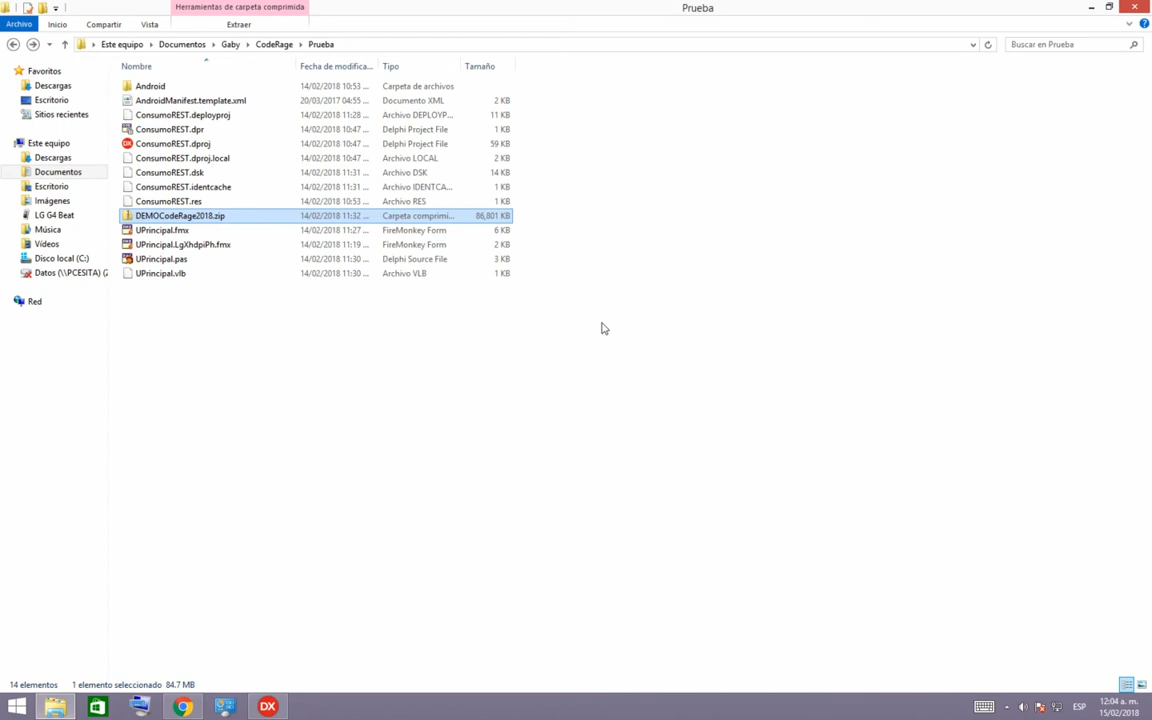 Herramientas de carpeta comprimida
Prueba
Archivo Inicio Compartir Vista Extraer
Este equipo Documentos Gaby CodeRage Prueba
Buscar en Prueba
Nombre Fecha de modifica... Tipo Tamaño
Favoritos
Descargas
Escritorio
Sitios recientes
Este equipo
Descargas
Documentos
Escritorio
Imágenes
LG G4 Beat
Música
Vídeos
Disco local (C:)
Datos (\\PCESITA) (Z
Red
Android 14/02/2018 10:53 ... Carpeta de archivos
AndroidManifest.template.xml 20/03/2017 04:55 ... Documento XML 2 KB
ConsumoREST.deployproj 14/02/2018 11:28 ... Archivo DEPLOYP... 11 KB
ConsumoREST.dpr 14/02/2018 10:47 ... Delphi Project File 1 KB
ConsumoREST.dproj 14/02/2018 10:47 ... Delphi Project File 59 KB
ConsumoREST.dproj.local 14/02/2018 10:47 ... Archivo LOCAL 2 KB
ConsumoREST.dsk 14/02/2018 11:31 ... Archivo DSK 14 KB
ConsumoREST.identcache 14/02/2018 11:31 ... Archivo IDENTCA... 1 KB
ConsumoREST.res 14/02/2018 10:53 ... Archivo RES 1 KB
DEMOCodeRage2018.zip 14/02/2018 11:32 ... Carpeta comprimi... 86,801 KB
UPrincipal.fmx 14/02/2018 11:27 ... FireMonkey Form 6 KB
UPrincipal.LgXhdpiPh.fmx 14/02/2018 11:19 ... FireMonkey Form 2 KB
UPrincipal.pas 14/02/2018 11:30 ... Delphi Source File 3 KB
UPrincipal.vlb 14/02/2018 11:30 ... Archivo VLB 1 KB
14 elementos 1 elemento seleccionado 84.7 MB
DX
ESP
12:04 a. m.
15/02/2018